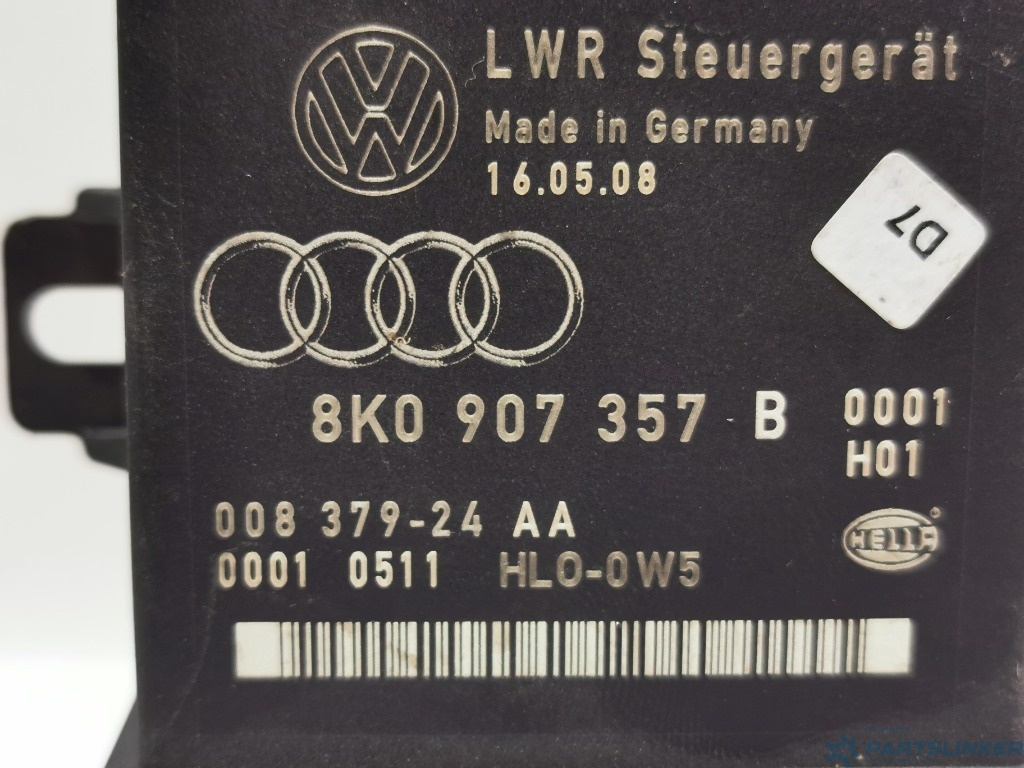 LWR Steuergerät
Made in Germany
16.05.08
D7
8K0 907 357 B
0001
H01
008 379-24 AA
0001 0511 HLO-0W5
HELLA
PARTSLINKER